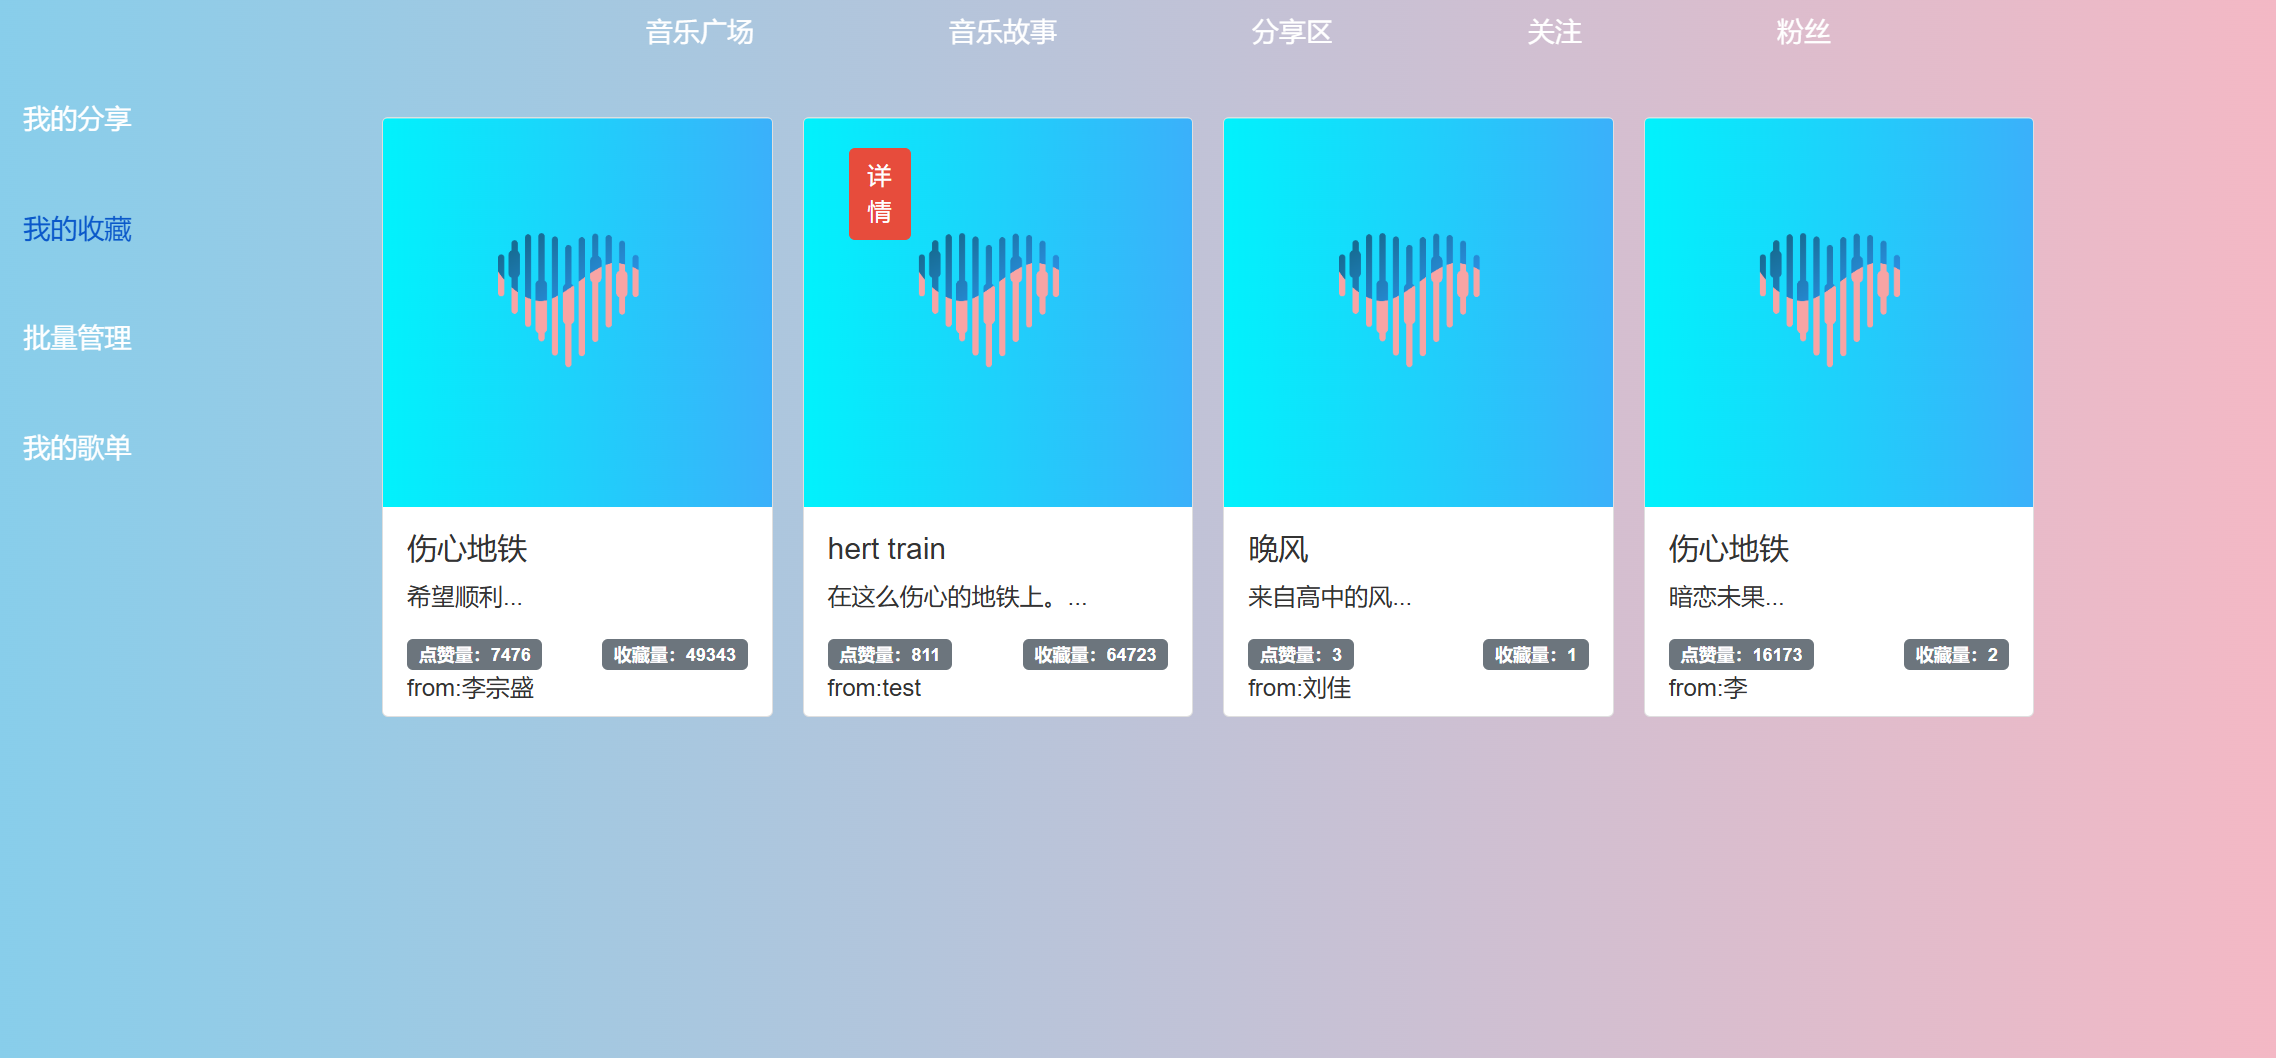 音乐广场 音乐故事 分享区 关注 粉丝
我的分享
我的收藏
批量管理
我的歌单
伤心地铁
希望顺利...
点赞量：7476 收藏量：49343
from:李宗盛
详
情
hert train
在这么伤心的地铁上。...
点赞量：811 收藏量：64723
from:test
晚风
来自高中的风...
点赞量：3 收藏量：1
from:刘佳
伤心地铁
暗恋未果...
点赞量：16173 收藏量：2
from:李